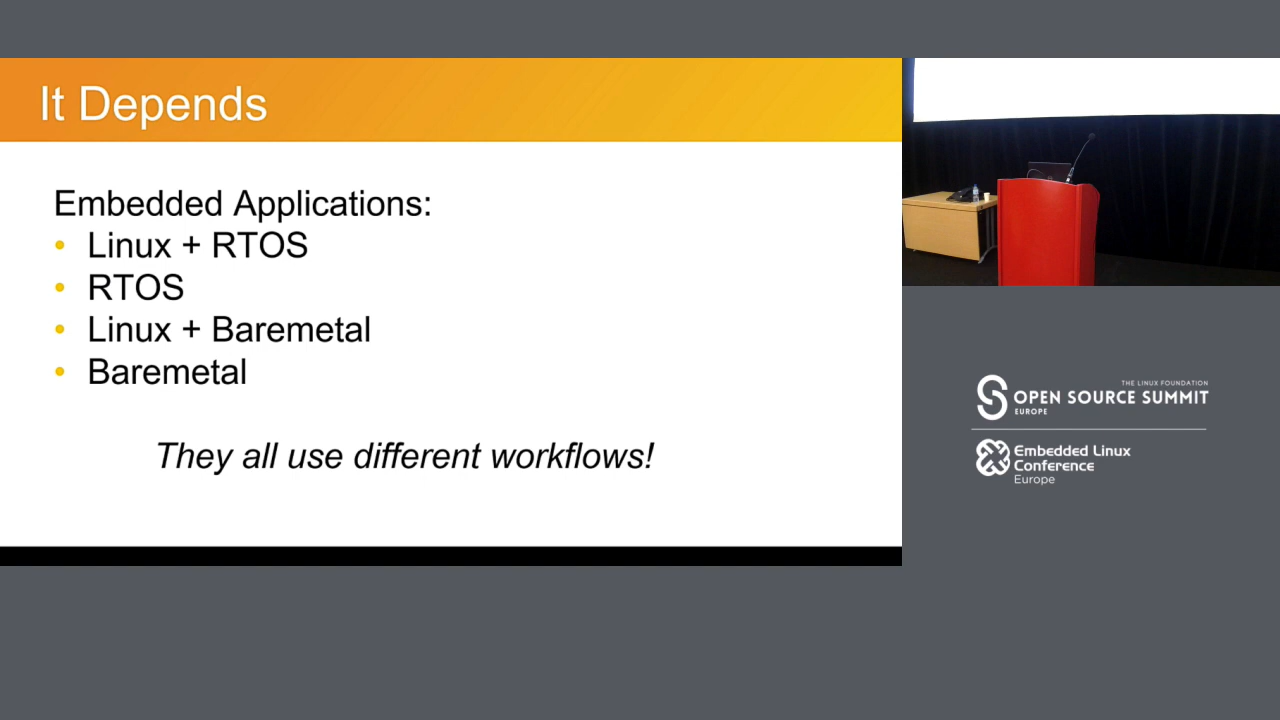 It Depends
Embedded Applications:
• Linux + RTOS
• RTOS
• Linux + Baremetal
• Baremetal
They all use different workflows!
THE LINUX FOUNDATION
OPEN SOURCE SUMMIT
EUROPE
Embedded Linux
Conference
Europe